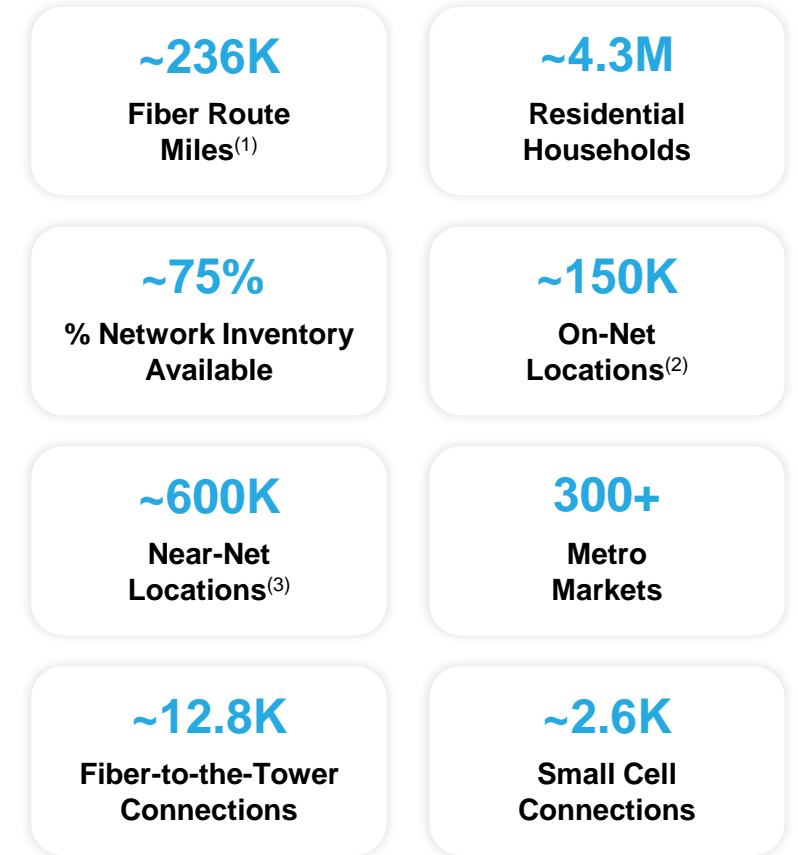 ~236K
Fiber Route
Miles(1)
~4.3M
Residential
Households
~75%
% Network Inventory
Available
~150K
On-Net
Locations(2)
~600K
Near-Net
Locations(3)
300+
Metro
Markets
~12.8K
Fiber-to-the-Tower
Connections
~2.6K
Small Cell
Connections